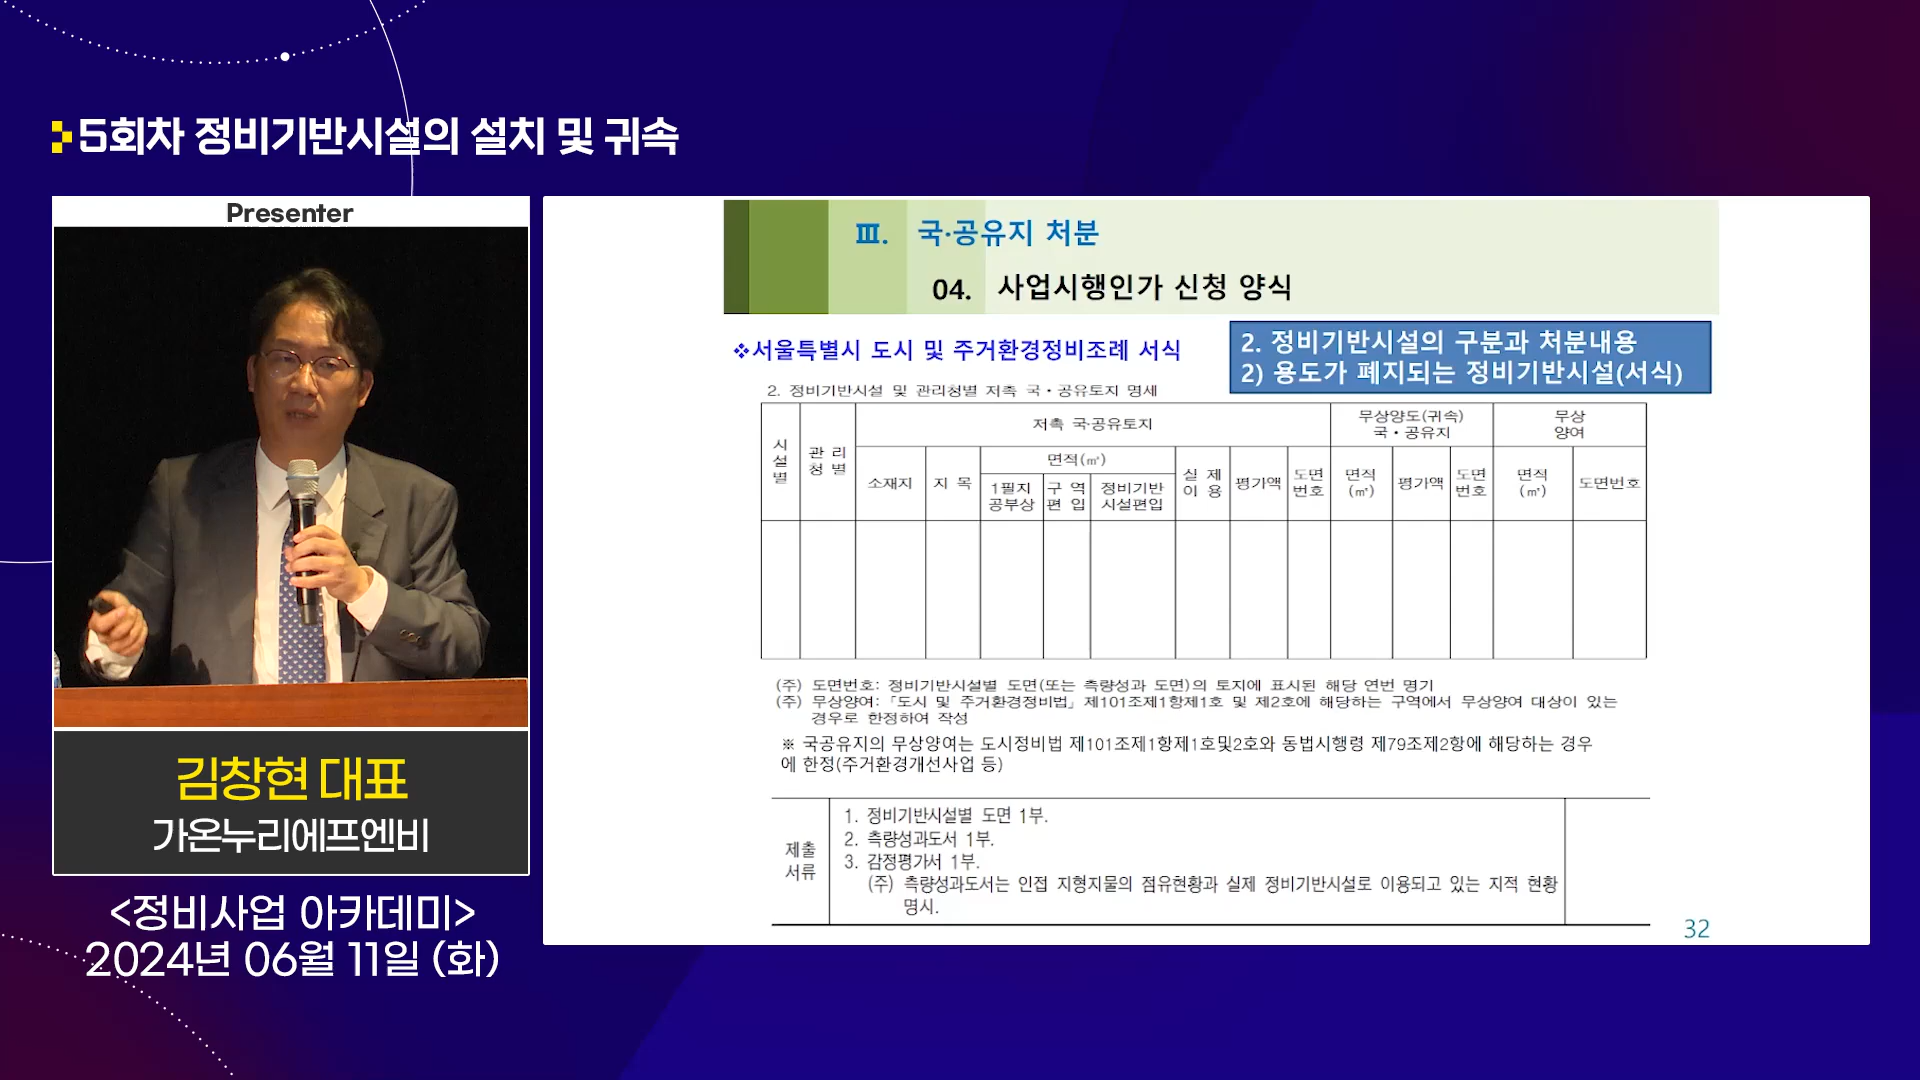 5회차 정비기반시설의 설치 및 귀속
Presenter
김창현 대표
가온누리에프엔비
<정비사업 아카데미>
2024년 06월 11일 (화)
Ⅲ. 국·공유지 처분
04. 사업시행인가 신청 양식
❖서울특별시 도시 및 주거환경정비조례 서식
2. 정비기반시설의 구분과 처분내용
2) 용도가 폐지되는 정비기반시설(서식)
2. 정비기반시설 및 관리청별 저촉 국・공유토지 명세
시설별
관리청별
저촉 국·공유토지
무상양도(귀속)
국・공유지
무상
양여
소재지
지 목
면적(㎡)
1필지
공부상
구 역
편 입
정비기반
시설편입
실 제
이 용
평가액
도면
번호
면적
(㎡)
평가액
도면
번호
면적
(㎡)
도면번호
(주) 도면번호: 정비기반시설별 도면(또는 측량성과 도면)의 토지에 표시된 해당 연번 명기
(주) 무상양여:「도시 및 주거환경정비법」제101조제1항제1호 및 제2호에 해당하는 구역에서 무상양여 대상이 있는
경우로 한정하여 작성
※ 국공유지의 무상양여는 도시정비법 제101조제1항제1호및2호와 동법시행령 제79조제2항에 해당하는 경우
에 한정(주거환경개선사업 등)
제출
서류
1. 정비기반시설별 도면 1부.
2. 측량성과도서 1부.
3. 감정평가서 1부.
(주) 측량성과도서는 인접 지형지물의 점유현황과 실제 정비기반시설로 이용되고 있는 지적 현황
명시.
32